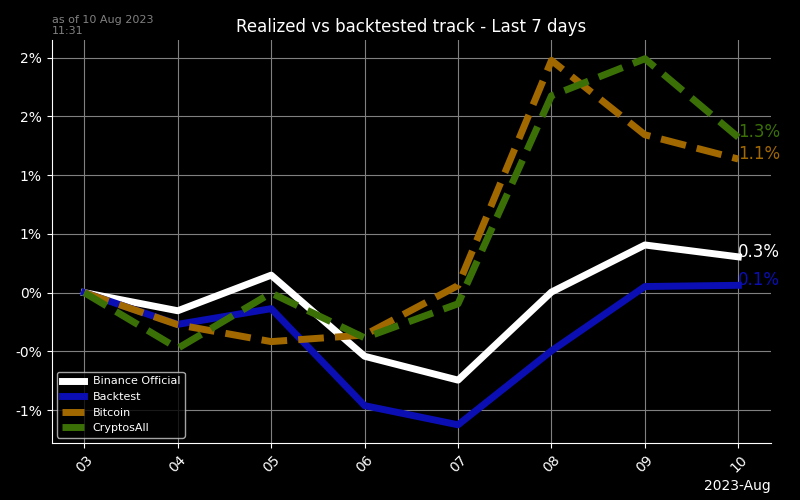 as of 10 Aug 2023
11:31
Realized vs backtested track - Last 7 days
2%
2%
1%
1%
0%
-0%
-1%
1.3%
1.1%
0.3%
0.1%
Binance Official
Backtest
Bitcoin
CryptosAll
03
04
05
06
07
08
09
10
2023-Aug